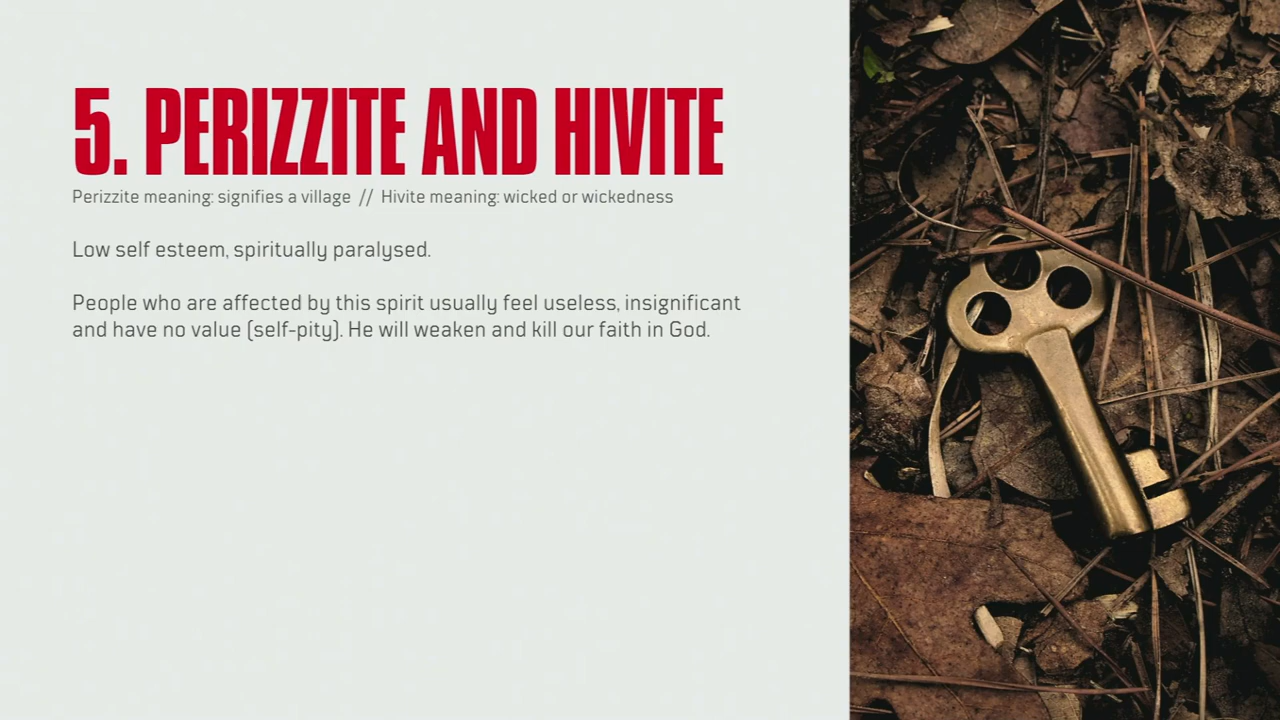 5. PERIZZITE AND HIVITE
Perizzite meaning: signifies a village // Hivite meaning: wicked or wickedness
Low self esteem, spiritually paralysed.
People who are affected by this spirit usually feel useless, insignificant
and have no value (self-pity). He will weaken and kill our faith in God.